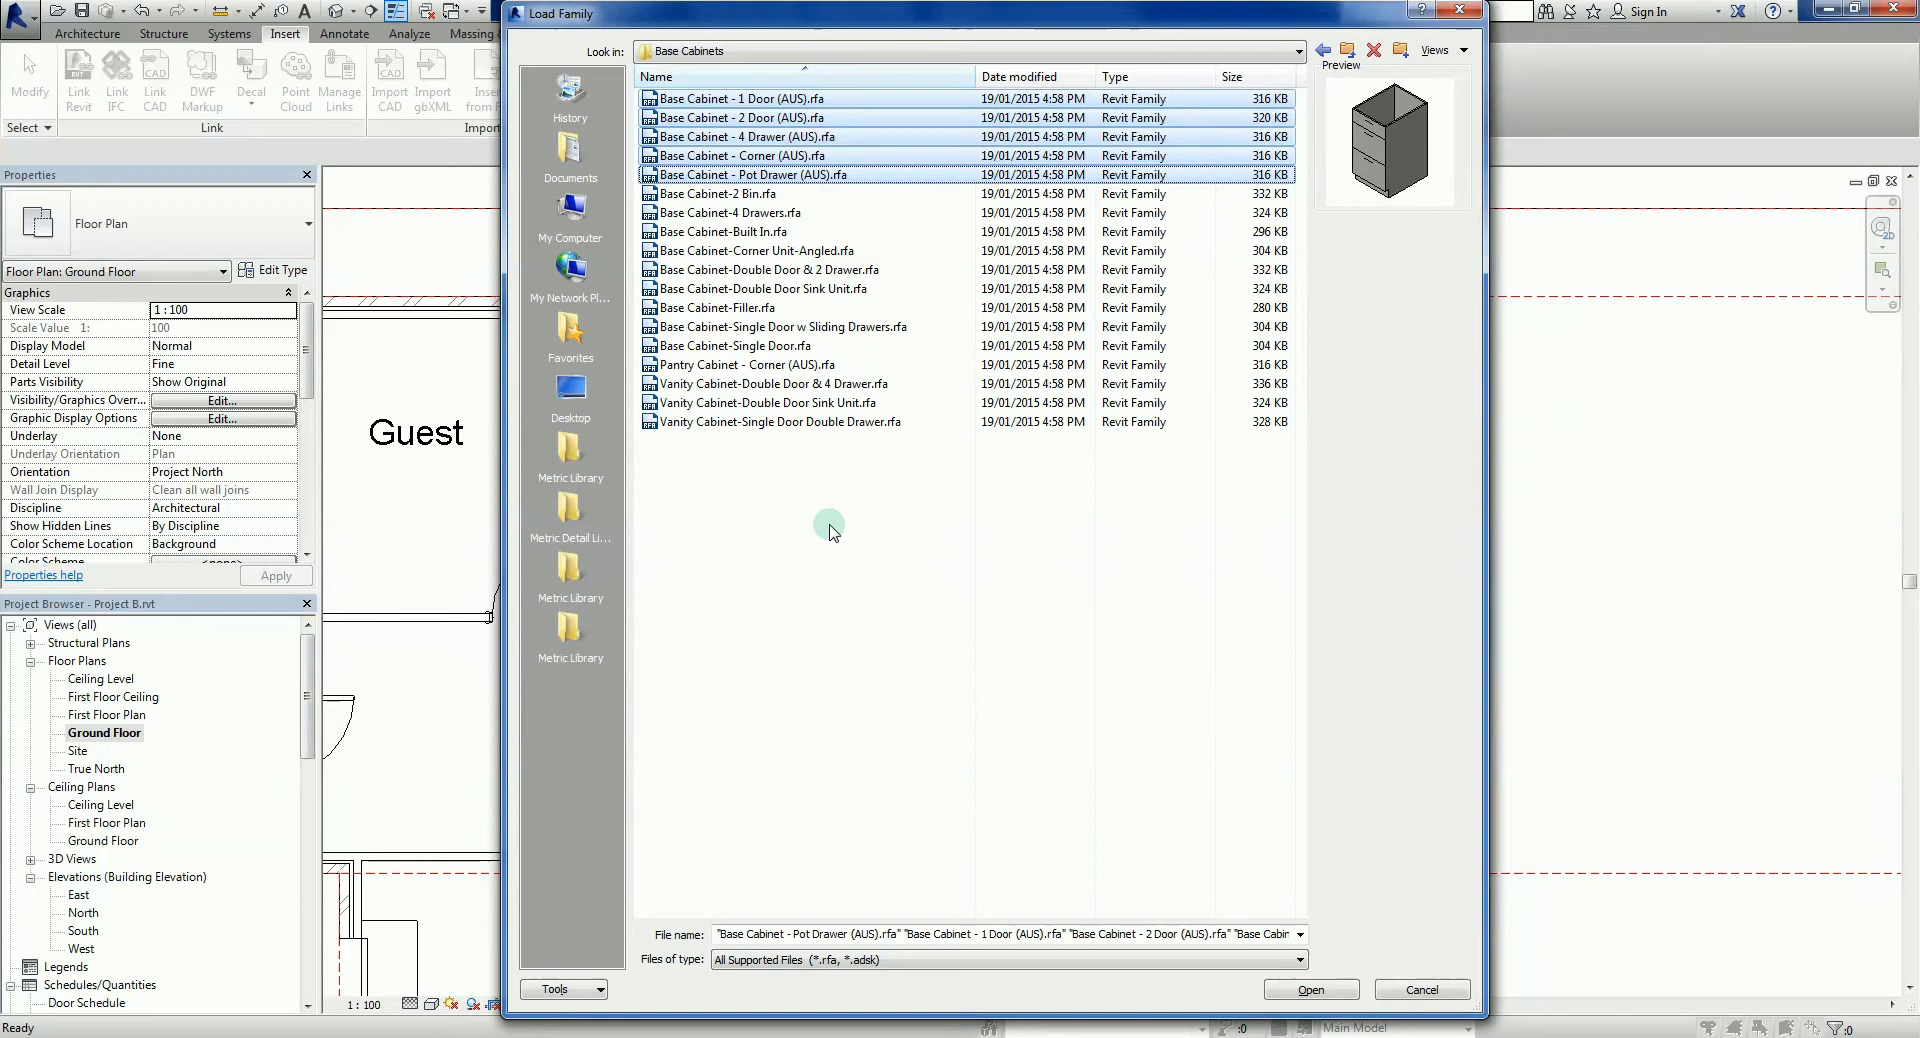 Load Family
Sign In
Architecture Structure Systems Insert Annotate Analyze Massing
Modify
Link Revit
Link IFC
Link CAD
DWF Markup
Decal
Point Cloud
Manage Links
Import CAD
Import gbXML
Select
Link
Properties
Floor Plan
Floor Plan: Ground Floor Edit Type
Graphics
View Scale 1 : 100
Scale Value 1: 100
Display Model Normal
Detail Level Fine
Parts Visibility Show Original
Visibility/Graphics Overr... Edit...
Graphic Display Options Edit...
Underlay None
Underlay Orientation Plan
Orientation Project North
Wall Join Display Clean all wall joins
Discipline Architectural
Show Hidden Lines By Discipline
Color Scheme Location Background
Color Scheme <none>
Properties help Apply
Project Browser - Project B.rvt
Views (all)
Structural Plans
Floor Plans
Ceiling Level
First Floor Ceiling
First Floor Plan
Ground Floor
Site
True North
Ceiling Plans
Ceiling Level
First Floor Plan
Ground Floor
3D Views
Elevations (Building Elevation)
East
North
South
West
Legends
Schedules/Quantities
Door Schedule
Ready
Guest
1 : 100
Look in: Base Cabinets Views
History
Documents
My Computer
My Network Pl...
Favorites
Desktop
Metric Library
Metric Detail Li...
Metric Library
Metric Library
Name Date modified Type Size
Base Cabinet - 1 Door (AUS).rfa 19/01/2015 4:58 PM Revit Family 316 KB
Base Cabinet - 2 Door (AUS).rfa 19/01/2015 4:58 PM Revit Family 320 KB
Base Cabinet - 4 Drawer (AUS).rfa 19/01/2015 4:58 PM Revit Family 316 KB
Base Cabinet - Corner (AUS).rfa 19/01/2015 4:58 PM Revit Family 316 KB
Base Cabinet - Pot Drawer (AUS).rfa 19/01/2015 4:58 PM Revit Family 316 KB
Base Cabinet-2 Bin.rfa 19/01/2015 4:58 PM Revit Family 332 KB
Base Cabinet-4 Drawers.rfa 19/01/2015 4:58 PM Revit Family 324 KB
Base Cabinet-Built In.rfa 19/01/2015 4:58 PM Revit Family 296 KB
Base Cabinet-Corner Unit-Angled.rfa 19/01/2015 4:58 PM Revit Family 304 KB
Base Cabinet-Double Door & 2 Drawer.rfa 19/01/2015 4:58 PM Revit Family 332 KB
Base Cabinet-Double Door Sink Unit.rfa 19/01/2015 4:58 PM Revit Family 324 KB
Base Cabinet-Filler.rfa 19/01/2015 4:58 PM Revit Family 280 KB
Base Cabinet-Single Door w Sliding Drawers.rfa 19/01/2015 4:58 PM Revit Family 304 KB
Base Cabinet-Single Door.rfa 19/01/2015 4:58 PM Revit Family 304 KB
Pantry Cabinet - Corner (AUS).rfa 19/01/2015 4:58 PM Revit Family 316 KB
Vanity Cabinet-Double Door & 4 Drawer.rfa 19/01/2015 4:58 PM Revit Family 336 KB
Vanity Cabinet-Double Door Sink Unit.rfa 19/01/2015 4:58 PM Revit Family 324 KB
Vanity Cabinet-Single Door Double Drawer.rfa 19/01/2015 4:58 PM Revit Family 328 KB
Preview
File name: "Base Cabinet - Pot Drawer (AUS).rfa" "Base Cabinet - 1 Door (AUS).rfa" "Base Cabinet - 2 Door (AUS).rfa" "Base Cabin
Files of type: All Supported Files (*.rfa, *.adsk)
Tools Open Cancel
:0 Main Model :0